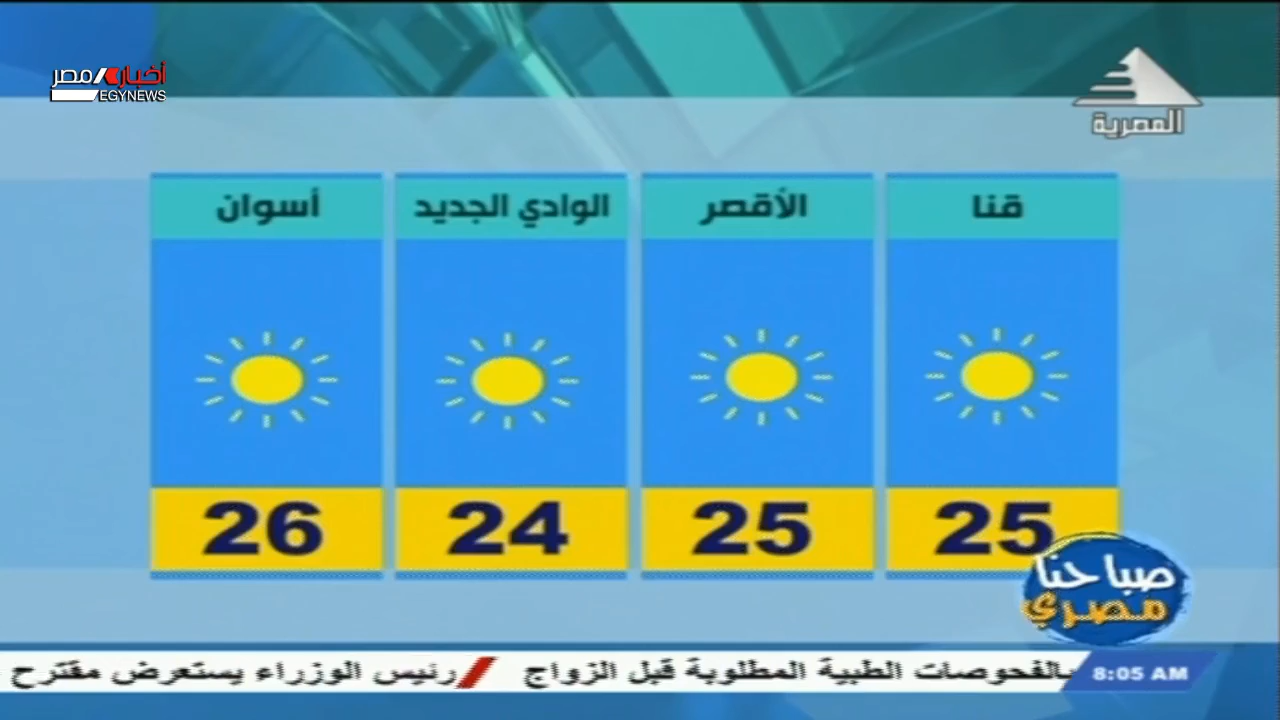 أخبار مصر
EGYNEWS
المصرية
قنا
الأقصر
الوادي الجديد
أسوان
25
25
24
26
صباحنا
مصري
8:05 AM
بالفحوصات الطبية المطلوبة قبل الزواج
رئيس الوزراء يستعرض مقترح